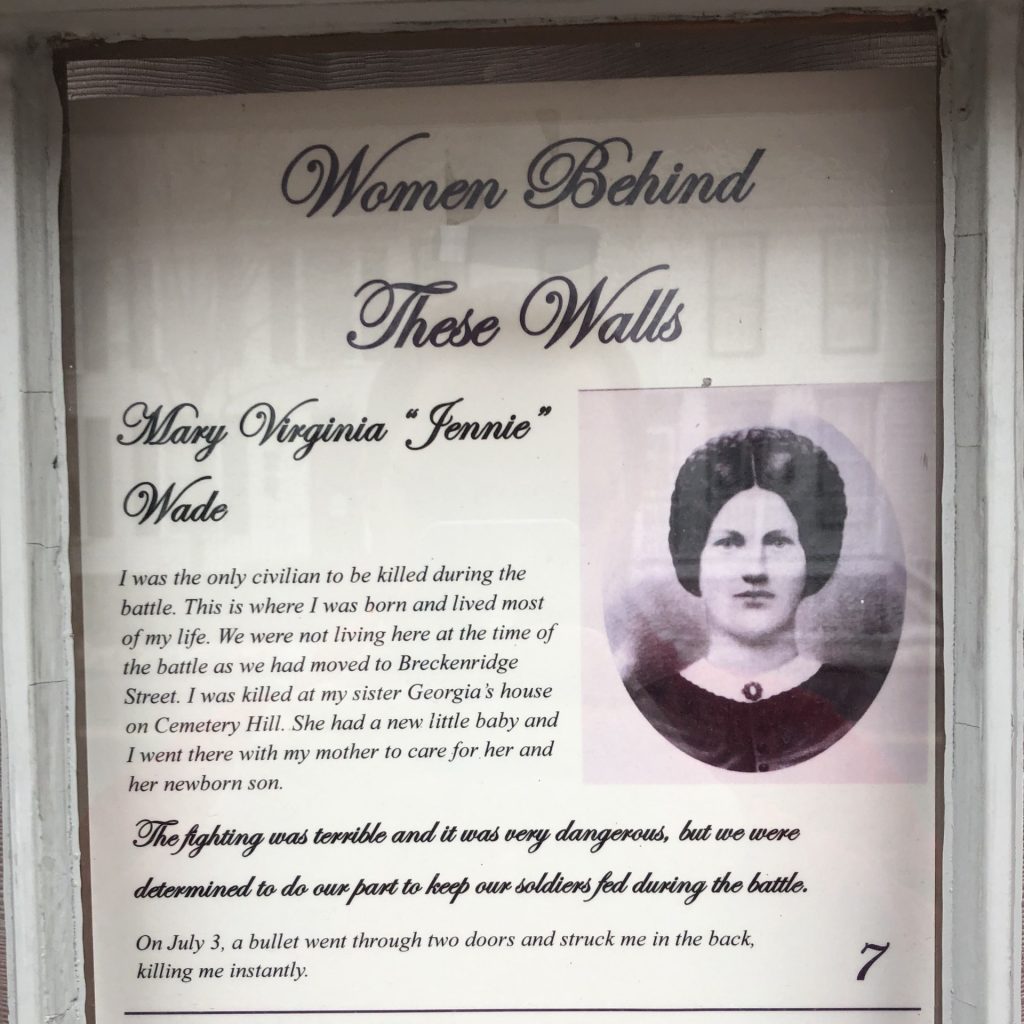 Women Behind
These Walls
Mary Virginia “Jennie”
Wade
I was the only civilian to be killed during the
battle. This is where I was born and lived most
of my life. We were not living here at the time of
the battle as we had moved to Breckenridge
Street. I was killed at my sister Georgia’s house
on Cemetery Hill. She had a new little baby and
I went there with my mother to care for her and
her newborn son.
The fighting was terrible and it was very dangerous, but we were
determined to do our part to keep our soldiers fed during the battle.
On July 3, a bullet went through two doors and struck me in the back,
killing me instantly.
7